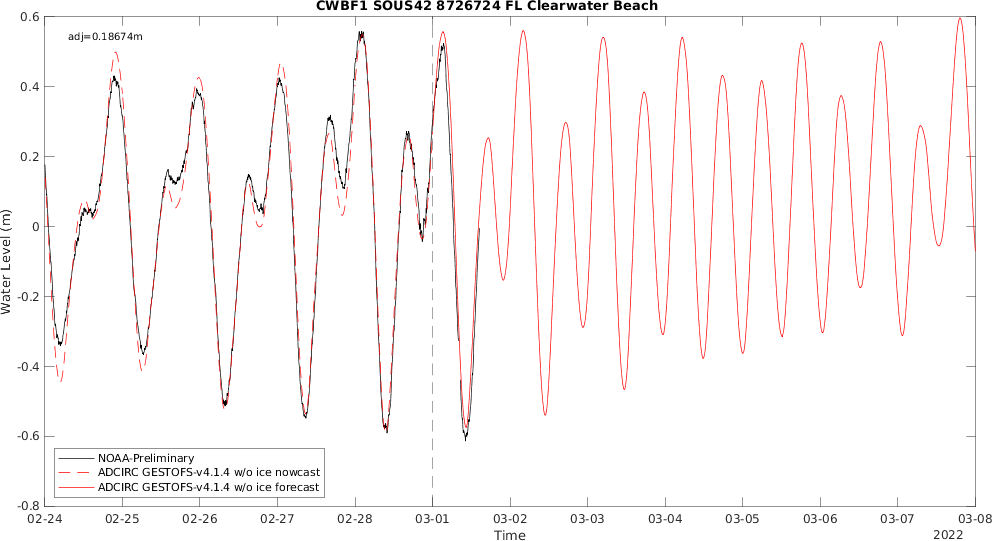 CWBF1 SOUS42 8726724 FL Clearwater Beach
adj=0.18674m
0.6
0.4
0.2
0
-0.2
-0.4
-0.6
-0.8
Water Level (m)
NOAA-Preliminary
ADCIRC GESTOFS-v4.1.4 w/o ice nowcast
ADCIRC GESTOFS-v4.1.4 w/o ice forecast
02-24 02-25 02-26 02-27 02-28 03-01 03-02 03-03 03-04 03-05 03-06 03-07 03-08
Time
2022